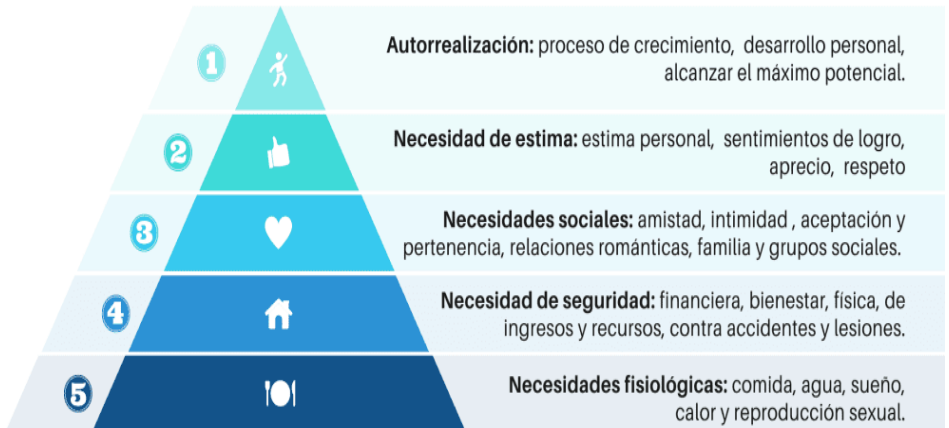 1
Autorrealización: proceso de crecimiento, desarrollo personal,
alcanzar el máximo potencial.
2
Necesidad de estima: estima personal, sentimientos de logro,
aprecio, respeto
3
Necesidades sociales: amistad, intimidad , aceptación y
pertenencia, relaciones románticas, familia y grupos sociales.
4
Necesidad de seguridad: financiera, bienestar, física, de
ingresos y recursos, contra accidentes y lesiones.
5
Necesidades fisiológicas: comida, agua, sueño,
calor y reproducción sexual.